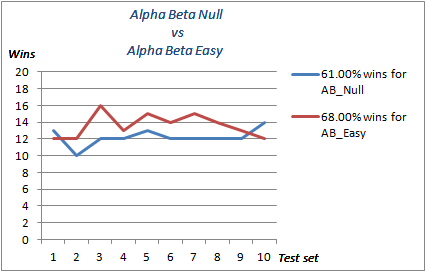 Alpha Beta Null
vs
Alpha Beta Easy
Wins
20
18
16
14
12
10
8
6
4
2
0
1 2 3 4 5 6 7 8 9 10 Test set
61.00% wins for
AB_Null
68.00% wins for
AB_Easy